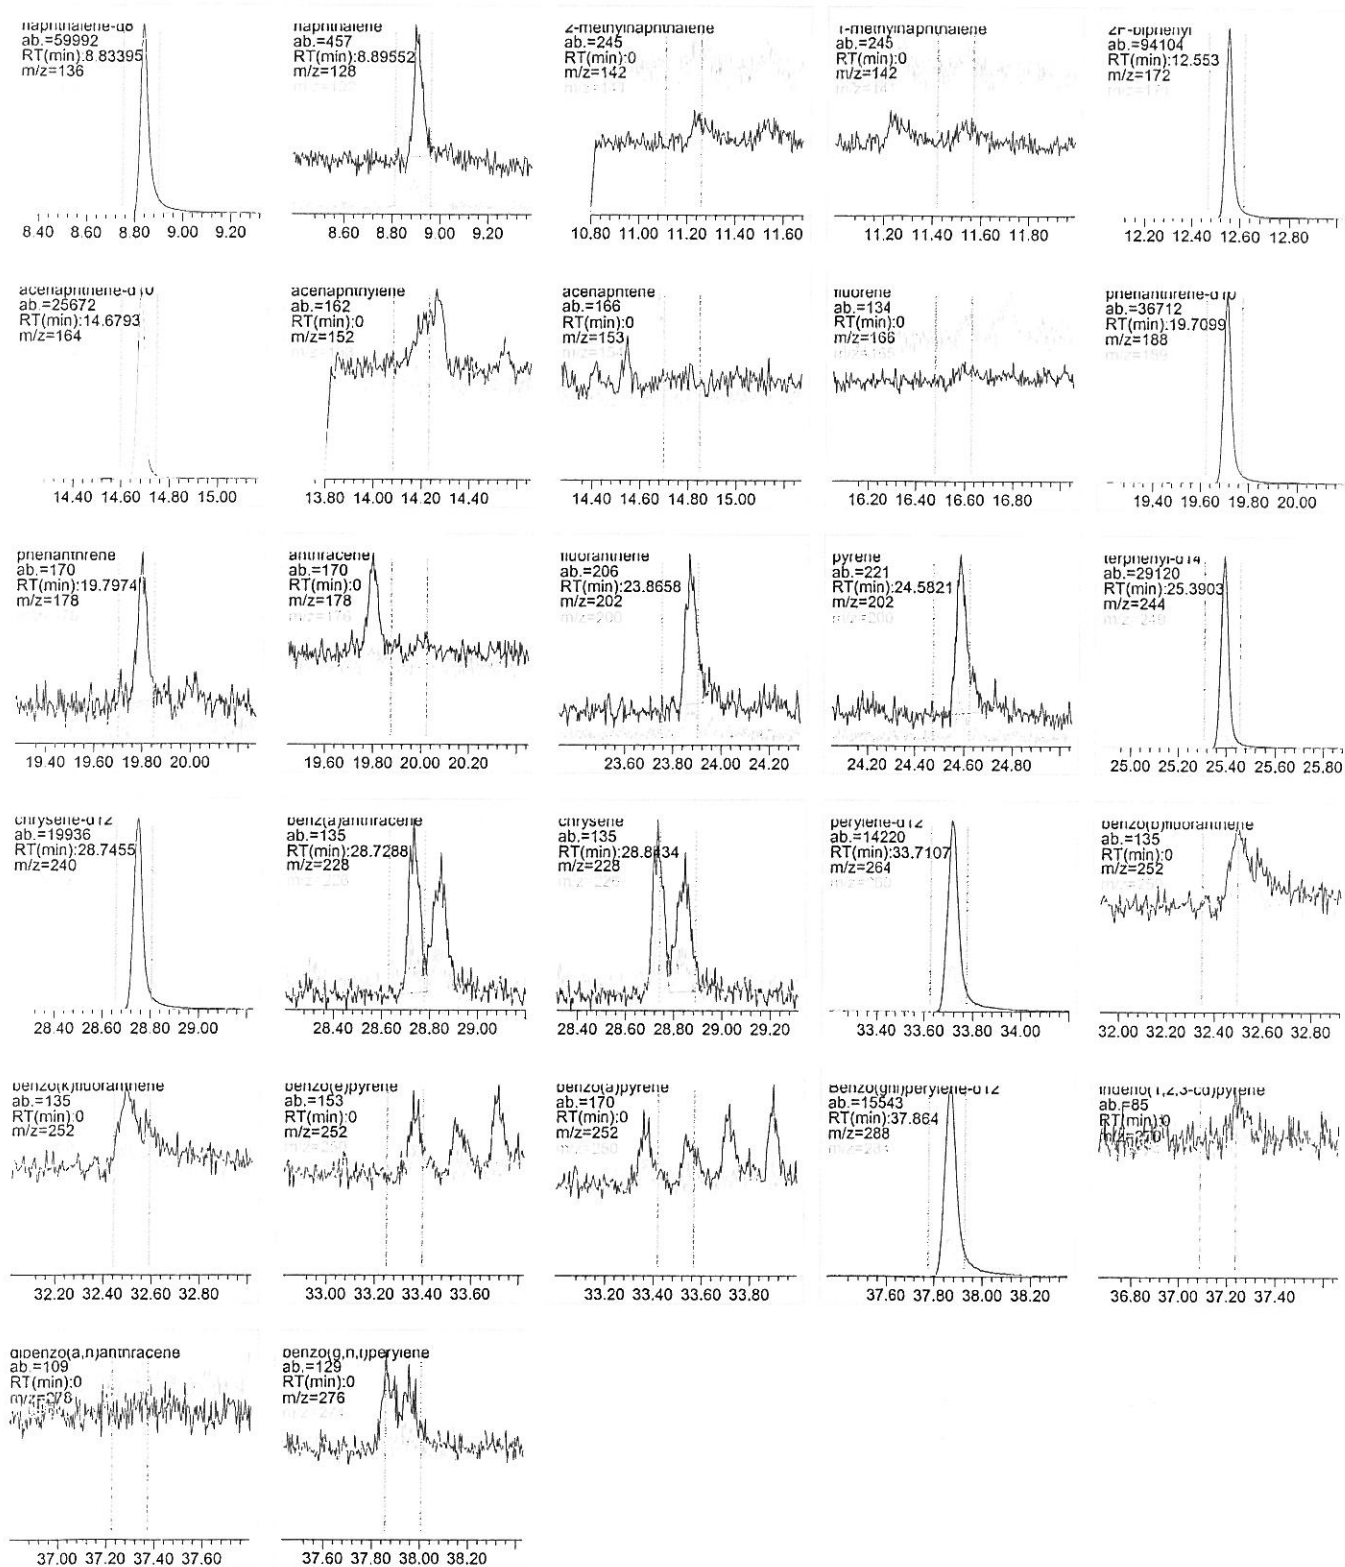 naphthalene-d8
ab.=59992
RT(min):8.83395
m/z=136
8.40 8.60 8.80 9.00 9.20
naphthalene
ab.=457
RT(min):8.89552
m/z=128
8.60 8.80 9.00 9.20
2-methylnaphthalene
ab.=245
RT(min):0
m/z=142
m/z=141
10.80 11.00 11.20 11.40 11.60
1-methylnaphthalene
ab.=245
RT(min):0
m/z=142
m/z=141
11.20 11.40 11.60 11.80
2F-biphenyl
ab.=94104
RT(min):12.553
m/z=172
m/z=171
12.20 12.40 12.60 12.80
acenaphthene-d10
ab.=25672
RT(min):14.6793
m/z=164
14.40 14.60 14.80 15.00
acenaphthylene
ab.=162
RT(min):0
m/z=152
13.80 14.00 14.20 14.40
acenaphtene
ab.=166
RT(min):0
m/z=153
14.40 14.60 14.80 15.00
fluorene
ab.=134
RT(min):0
m/z=166
m/z=165
16.20 16.40 16.60 16.80
phenanthrene-d10
ab.=36712
RT(min):19.7099
m/z=188
m/z=189
19.40 19.60 19.80 20.00
phenanthrene
ab.=170
RT(min):19.7974
m/z=178
m/z=176
19.40 19.60 19.80 20.00
anthracene
ab.=170
RT(min):0
m/z=178
m/z=176
19.60 19.80 20.00 20.20
fluoranthene
ab.=206
RT(min):23.8658
m/z=202
m/z=200
23.60 23.80 24.00 24.20
pyrene
ab.=221
RT(min):24.5821
m/z=202
m/z=200
24.20 24.40 24.60 24.80
terphenyl-d14
ab.=29120
RT(min):25.3903
m/z=244
25.00 25.20 25.40 25.60 25.80
chrysene-d12
ab.=19936
RT(min):28.7455
m/z=240
28.40 28.60 28.80 29.00
benz(a)anthracene
ab.=135
RT(min):28.7288
m/z=228
28.40 28.60 28.80 29.00
chrysene
ab.=135
m/z=228
28.40 28.60 28.80 29.00 29.20
perylene-d12
ab.=14220
RT(min):33.7107
m/z=264
33.40 33.60 33.80 34.00
benzo(b)fluoranthene
ab.=135
RT(min):0
m/z=252
32.00 32.20 32.40 32.60 32.80
benzo(k)fluoranthene
ab.=135
RT(min):0
m/z=252
32.20 32.40 32.60 32.80
benzo(e)pyrene
ab.=153
RT(min):0
m/z=252
33.00 33.20 33.40 33.60
benzo(a)pyrene
ab.=170
RT(min):0
m/z=252
33.20 33.40 33.60 33.80
Benzo(ghi)perylene-d12
ab.=15543
RT(min):37.864
m/z=288
37.60 37.80 38.00 38.20
Indeno(1,2,3-cd)pyrene
ab.=85
RT(min):0
36.80 37.00 37.20 37.40
dibenzo(a,h)anthracene
ab.=109
RT(min):0
m/z=278
37.00 37.20 37.40 37.60
benzo(g,h,i)perylene
ab.=129
RT(min):0
m/z=276
37.60 37.80 38.00 38.20